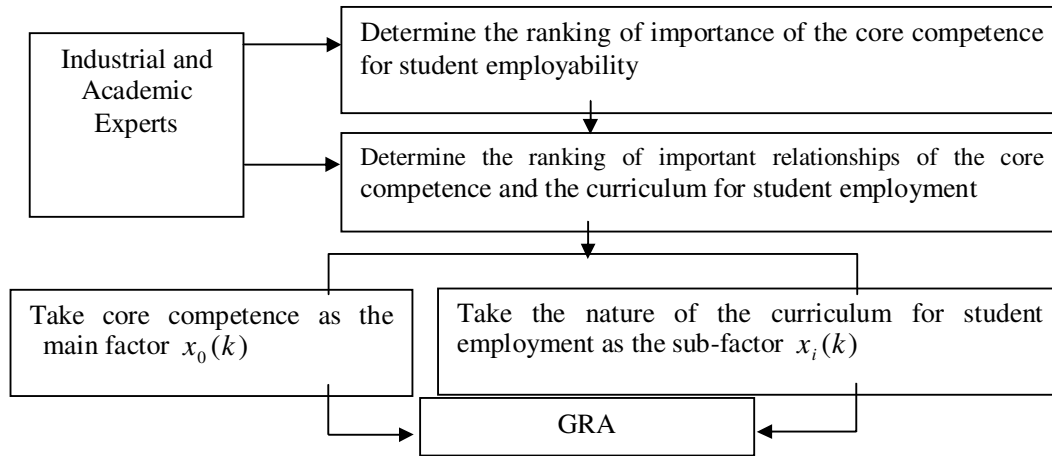 Industrial and
Academic
Experts
Determine the ranking of importance of the core competence
for student employability
Determine the ranking of important relationships of the core
competence and the curriculum for student employment
Take core competence as the
main factor x₀(k)
Take the nature of the curriculum for student
employment as the sub-factor xᵢ(k)
GRA